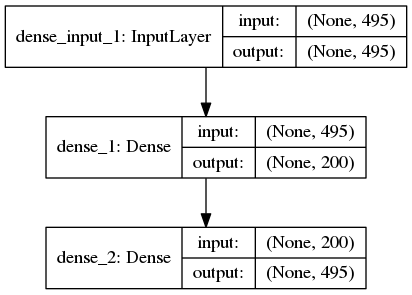 dense_input_1: InputLayer
input: (None, 495)
output: (None, 495)
dense_1: Dense
input: (None, 495)
output: (None, 200)
dense_2: Dense
input: (None, 200)
output: (None, 495)